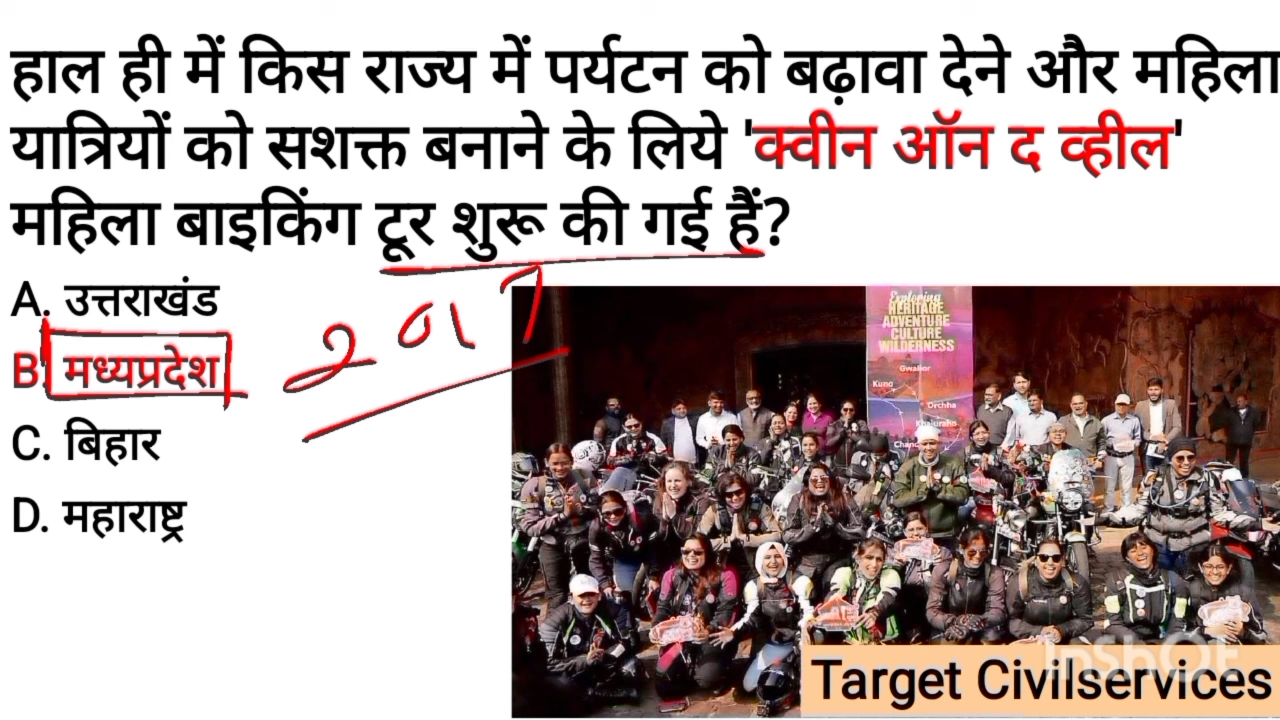 हाल ही में किस राज्य में पर्यटन को बढ़ावा देने और महिला
यात्रियों को सशक्त बनाने के लिये 'क्वीन ऑन द व्हील'
महिला बाइकिंग टूर शुरू की गई हैं?
A. उत्तराखंड
B. मध्यप्रदेश
C. बिहार
D. महाराष्ट्र
Exploring
HERITAGE
ADVENTURE
CULTURE
WILDERNESS
Gwalior
Kuno
Orchha
Khajuraho
InShOt
Target Civilservices